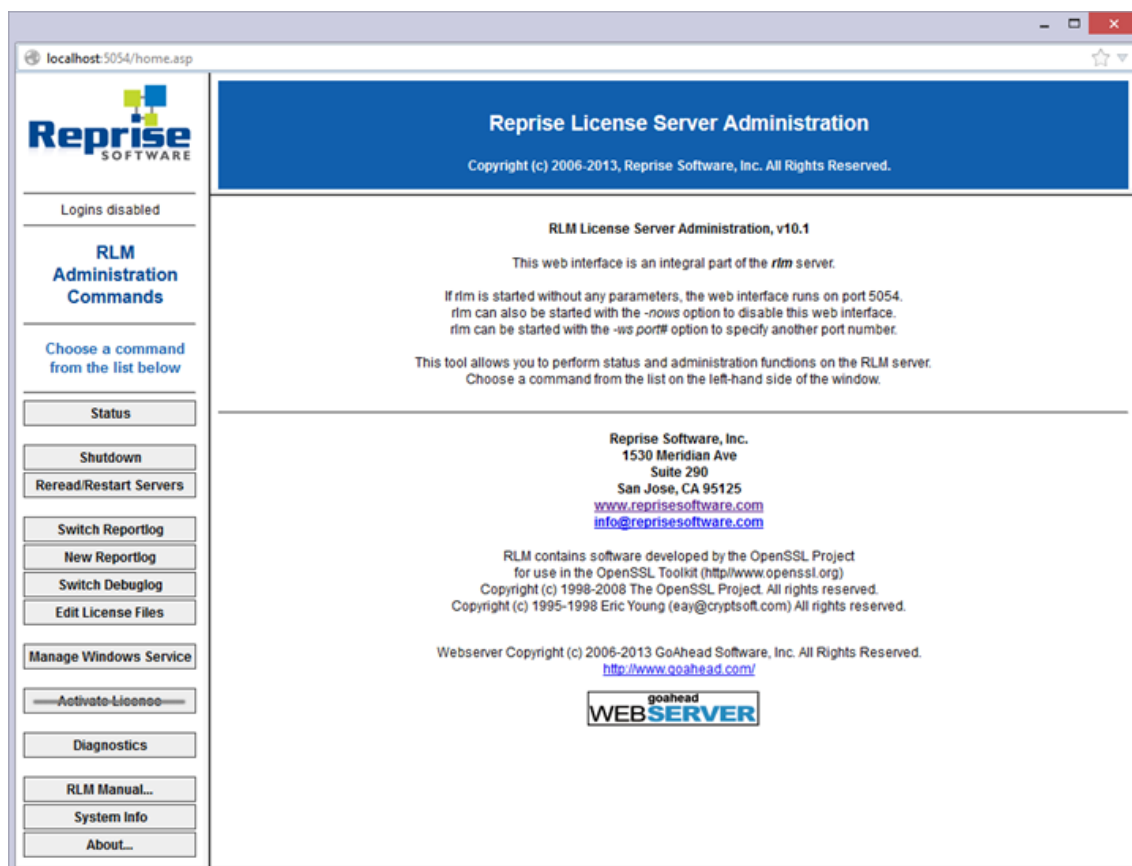 localhost:5054/home.asp
Reprise
SOFTWARE
Logins disabled
RLM
Administration
Commands
Choose a command
from the list below
Status
Shutdown
Reread/Restart Servers
Switch Reportlog
New Reportlog
Switch Debuglog
Edit License Files
Manage Windows Service
Activate License
Diagnostics
RLM Manual...
System Info
About...
Reprise License Server Administration
Copyright (c) 2006-2013, Reprise Software, Inc. All Rights Reserved.
RLM License Server Administration, v10.1
This web interface is an integral part of the rlm server.
If rlm is started without any parameters, the web interface runs on port 5054.
rlm can also be started with the -nows option to disable this web interface.
rlm can be started with the -ws port# option to specify another port number.
This tool allows you to perform status and administration functions on the RLM server.
Choose a command from the list on the left-hand side of the window.
Reprise Software, Inc.
1530 Meridian Ave
Suite 290
San Jose, CA 95125
www.reprisesoftware.com
info@reprisesoftware.com
RLM contains software developed by the OpenSSL Project
for use in the OpenSSL Toolkit (http//www.openssl.org)
Copyright (c) 1998-2008 The OpenSSL Project. All rights reserved.
Copyright (c) 1995-1998 Eric Young (eay@cryptsoft.com) All rights reserved.
Webserver Copyright (c) 2006-2013 GoAhead Software, Inc. All Rights Reserved.
http://www.goahead.com/
goahead
WEBSERVER